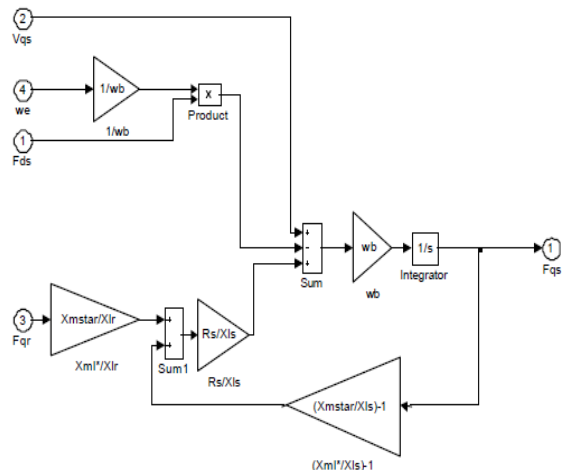 2
Vqs
4
we
1/wb
x
Product
1/wb
1
Fds
+
-
+
Sum
wb
wb
1/s
Integrator
1
Fqs
3
Fqr
Xmstar/Xlr
Xml*/Xlr
+
+
Sum1
Rs/Xls
Rs/Xls
(Xmstar/Xls)-1
(Xml*/Xls)-1